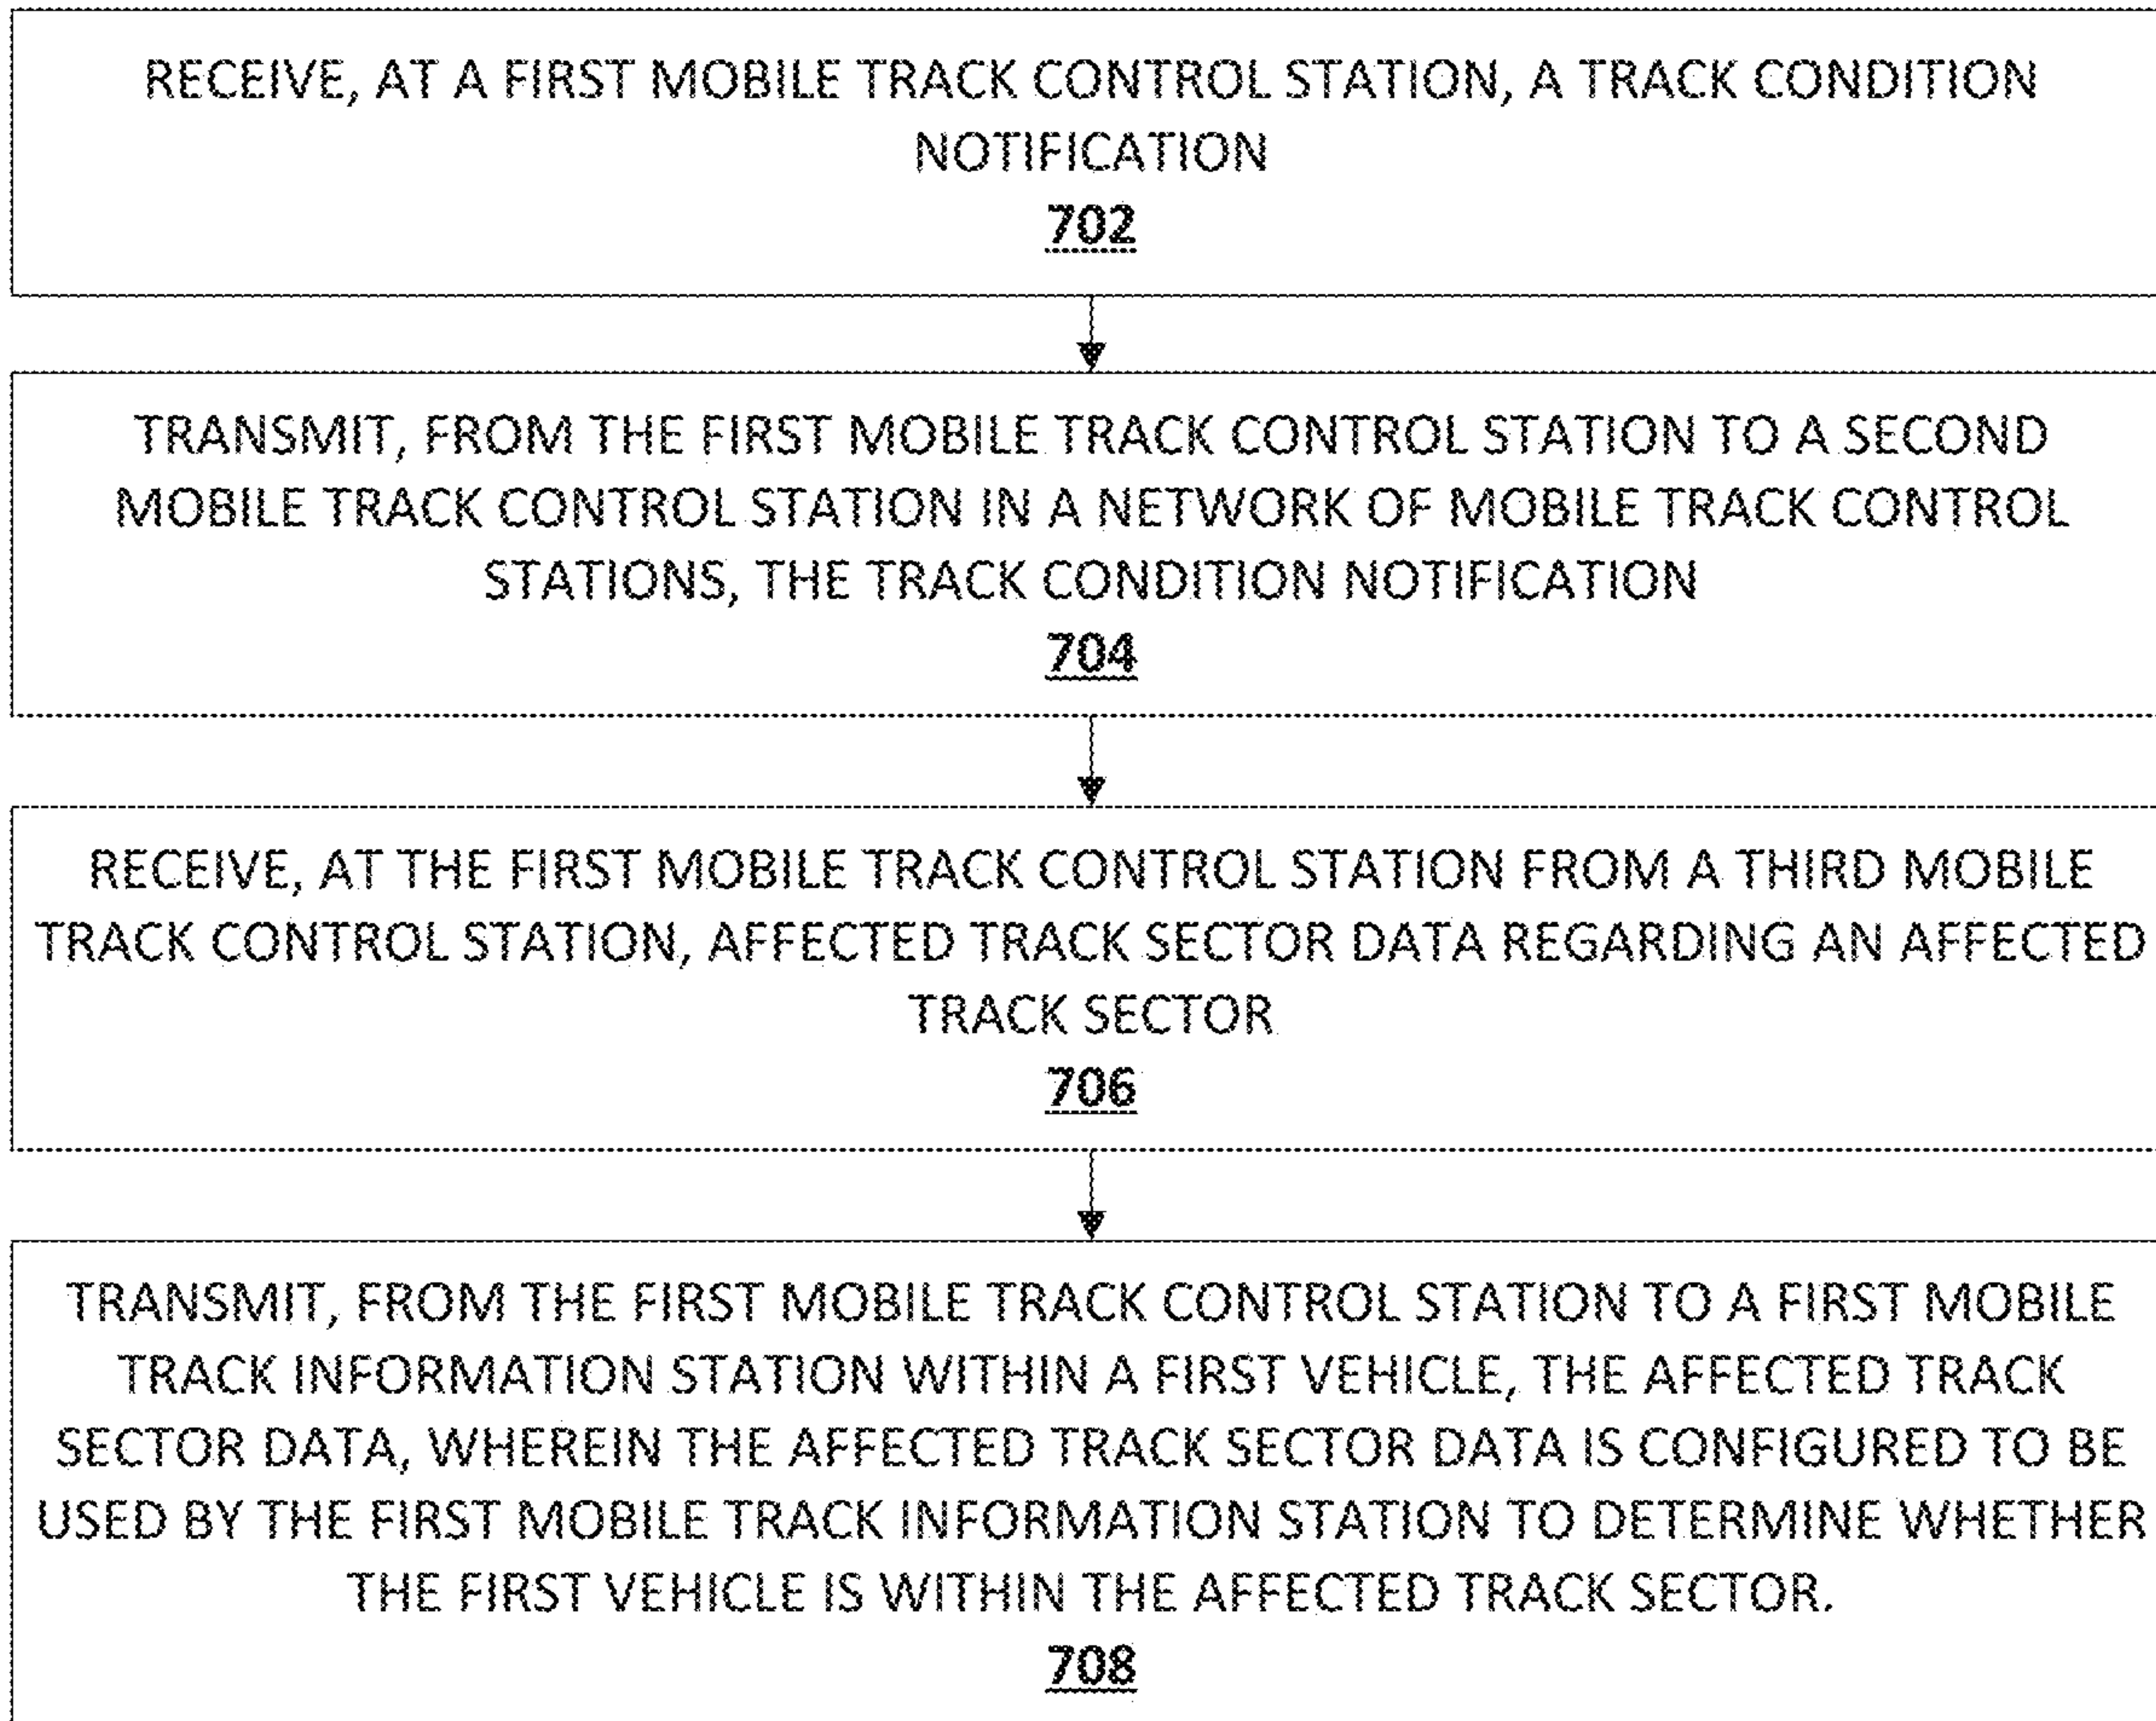 RECEIVE, AT A FIRST MOBILE TRACK CONTROL STATION, A TRACK CONDITION
NOTIFICATION
702
TRANSMIT, FROM THE FIRST MOBILE TRACK CONTROL STATION TO A SECOND
MOBILE TRACK CONTROL STATION IN A NETWORK OF MOBILE TRACK CONTROL
STATIONS, THE TRACK CONDITION NOTIFICATION
704
RECEIVE, AT THE FIRST MOBILE TRACK CONTROL STATION FROM A THIRD MOBILE
TRACK CONTROL STATION, AFFECTED TRACK SECTOR DATA REGARDING AN AFFECTED
TRACK SECTOR
706
TRANSMIT, FROM THE FIRST MOBILE TRACK CONTROL STATION TO A FIRST MOBILE
TRACK INFORMATION STATION WITHIN A FIRST VEHICLE, THE AFFECTED TRACK
SECTOR DATA, WHEREIN THE AFFECTED TRACK SECTOR DATA IS CONFIGURED TO BE
USED BY THE FIRST MOBILE TRACK INFORMATION STATION TO DETERMINE WHETHER
THE FIRST VEHICLE IS WITHIN THE AFFECTED TRACK SECTOR.
708